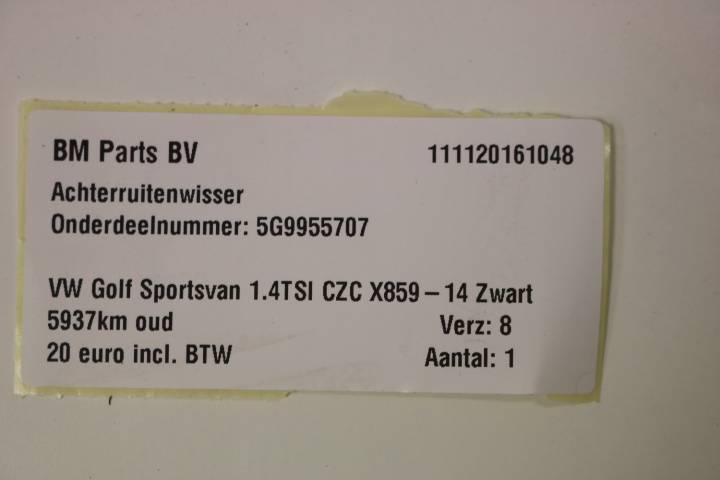 BM Parts BV 111120161048
Achterruitenwisser
Onderdeelnummer: 5G9955707
VW Golf Sportsvan 1.4TSI CZC X859 – 14 Zwart
5937km oud Verz: 8
20 euro incl. BTW Aantal: 1